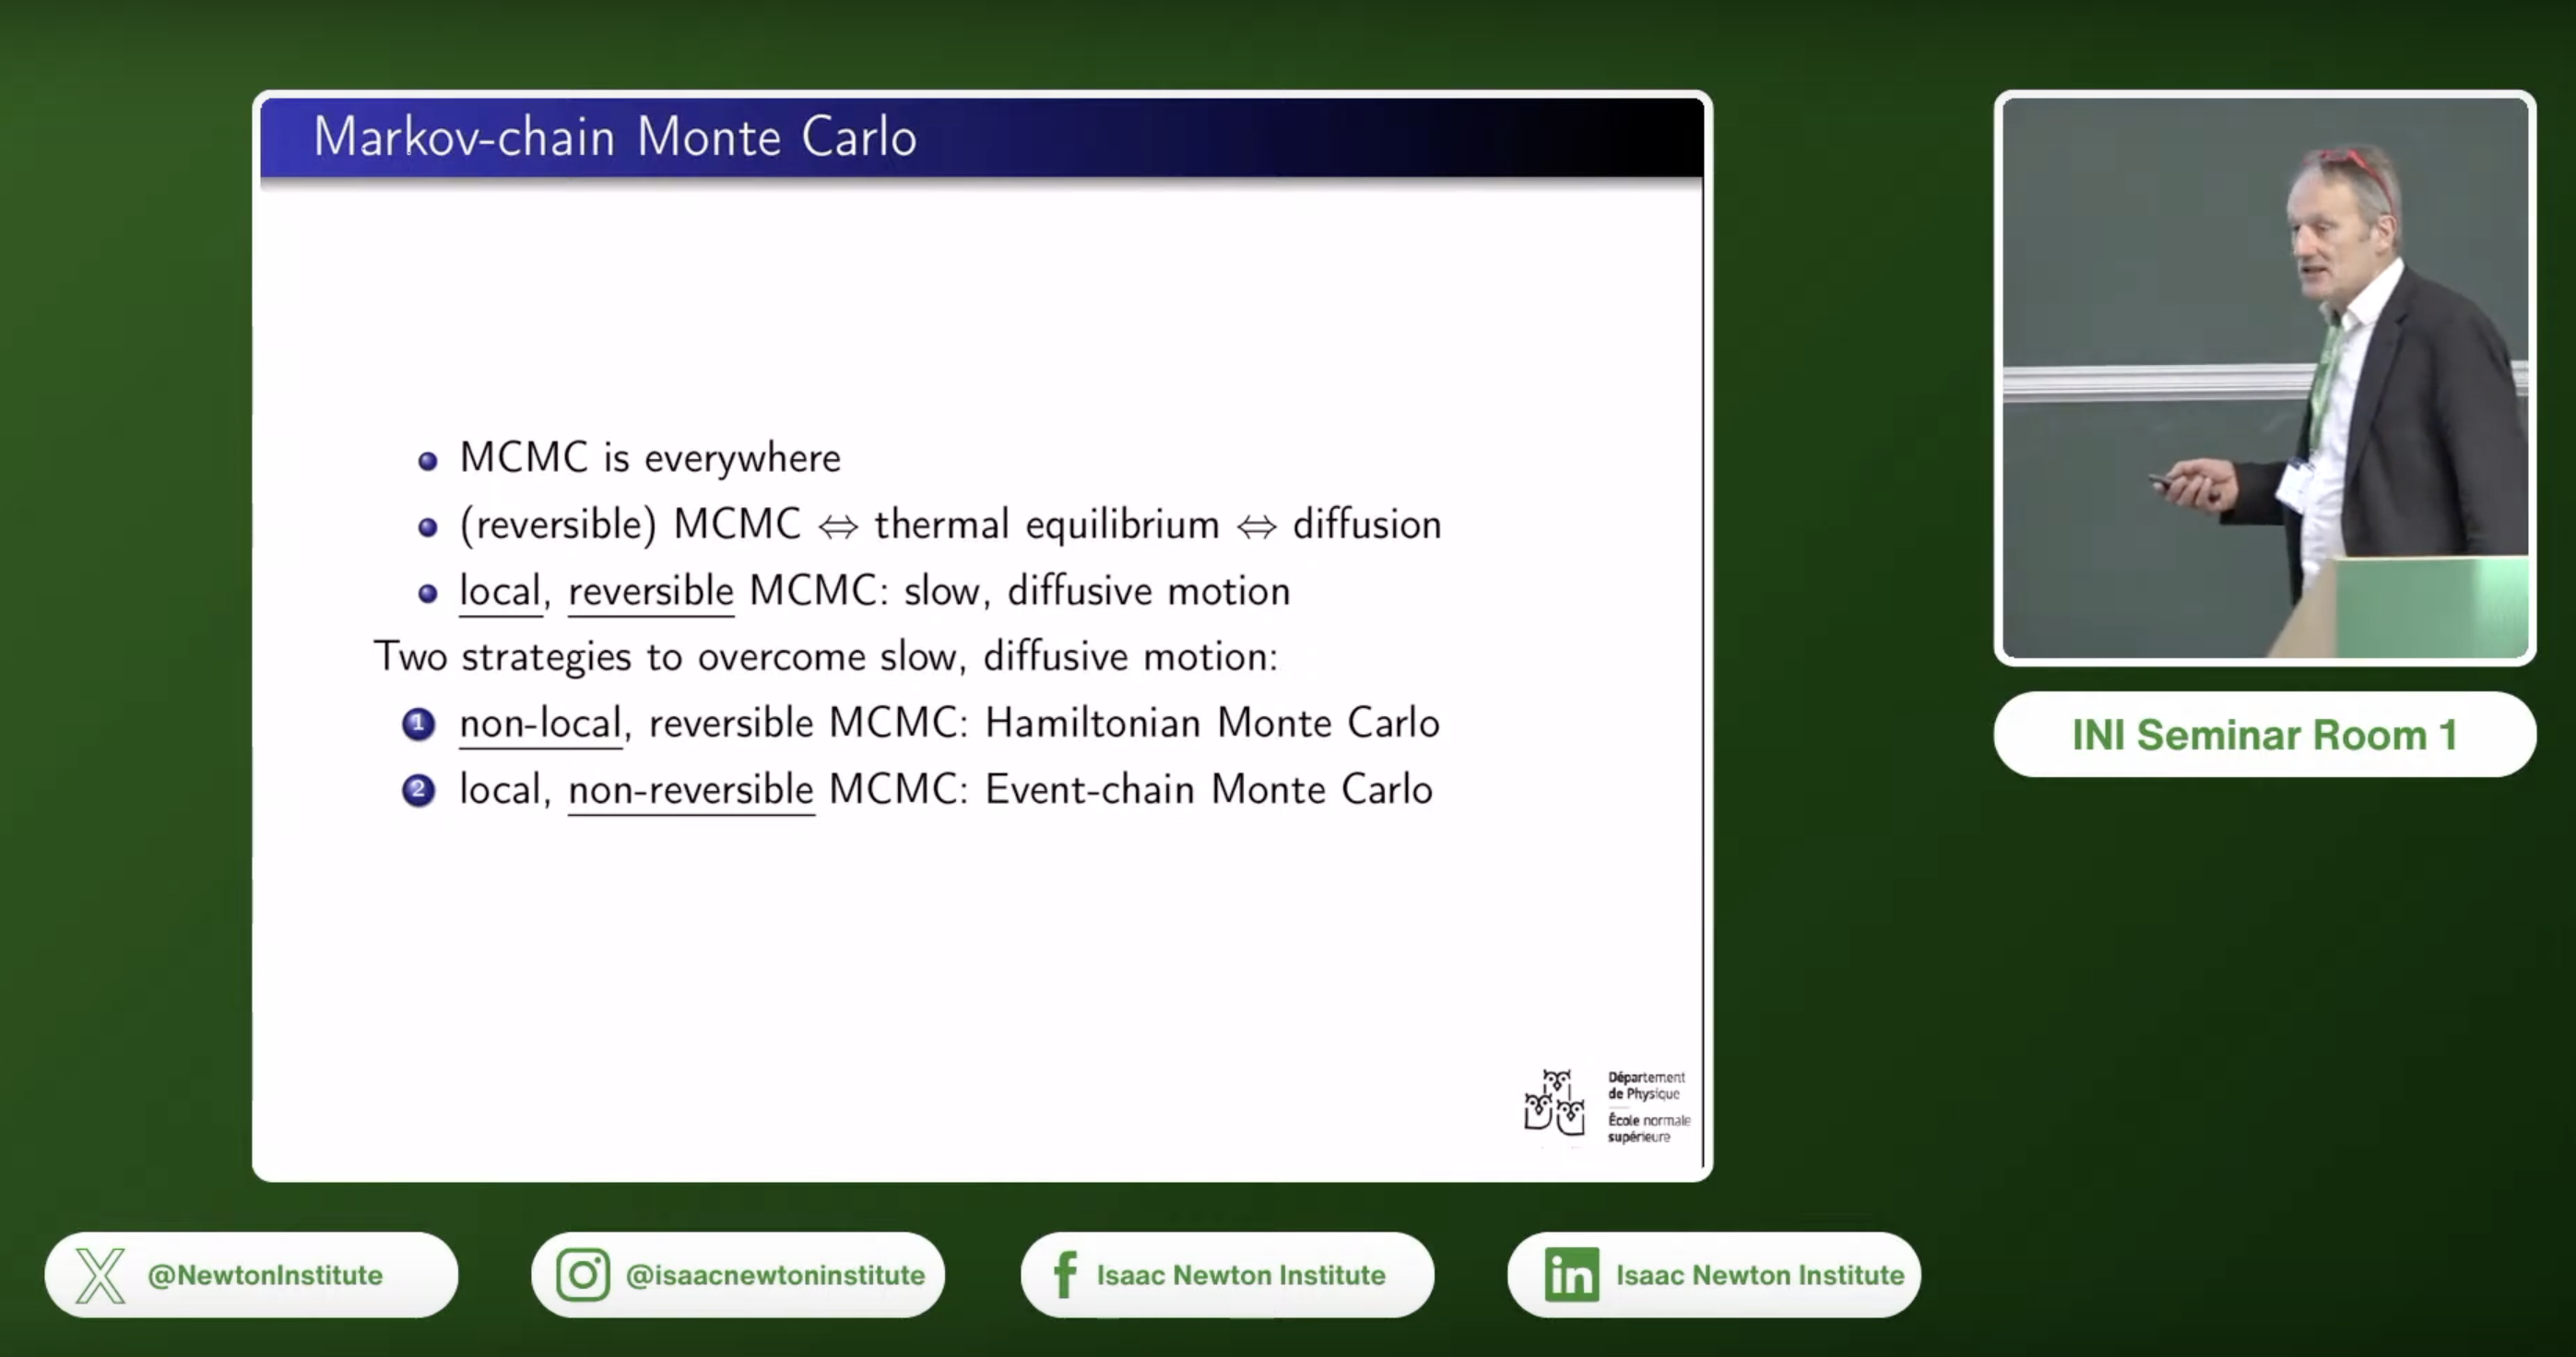 Markov-chain Monte Carlo
MCMC is everywhere
(reversible) MCMC ⇔ thermal equilibrium ⇔ diffusion
local, reversible MCMC: slow, diffusive motion
Two strategies to overcome slow, diffusive motion:
1 non-local, reversible MCMC: Hamiltonian Monte Carlo
2 local, non-reversible MCMC: Event-chain Monte Carlo
Département
de Physique
École normale
supérieure
INI Seminar Room 1
@NewtonInstitute
@isaacnewtoninstitute
Isaac Newton Institute
in Isaac Newton Institute